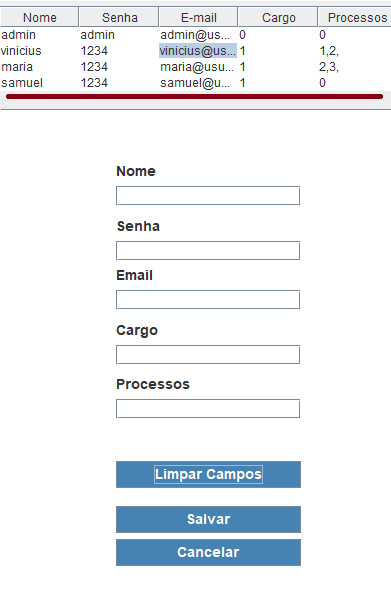 Nome Senha E-mail Cargo Processos
admin admin admin@us... 0 0
vinicius 1234 vinicius@us... 1 1,2,
maria 1234 maria@usu... 1 2,3,
samuel 1234 samuel@u... 1 0
Nome
Senha
Email
Cargo
Processos
Limpar Campos
Salvar
Cancelar